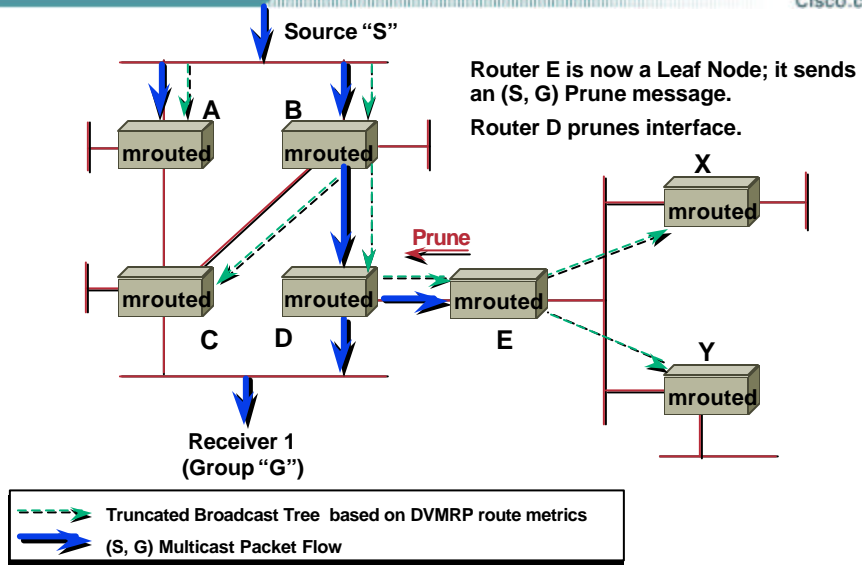 Source “S”
Router E is now a Leaf Node; it sends
an (S, G) Prune message.
Router D prunes interface.
A
B
X
mrouted
mrouted
mrouted
Prune
mrouted
mrouted
mrouted
C
D
E
Y
mrouted
Receiver 1
(Group “G”)
Truncated Broadcast Tree based on DVMRP route metrics
(S, G) Multicast Packet Flow